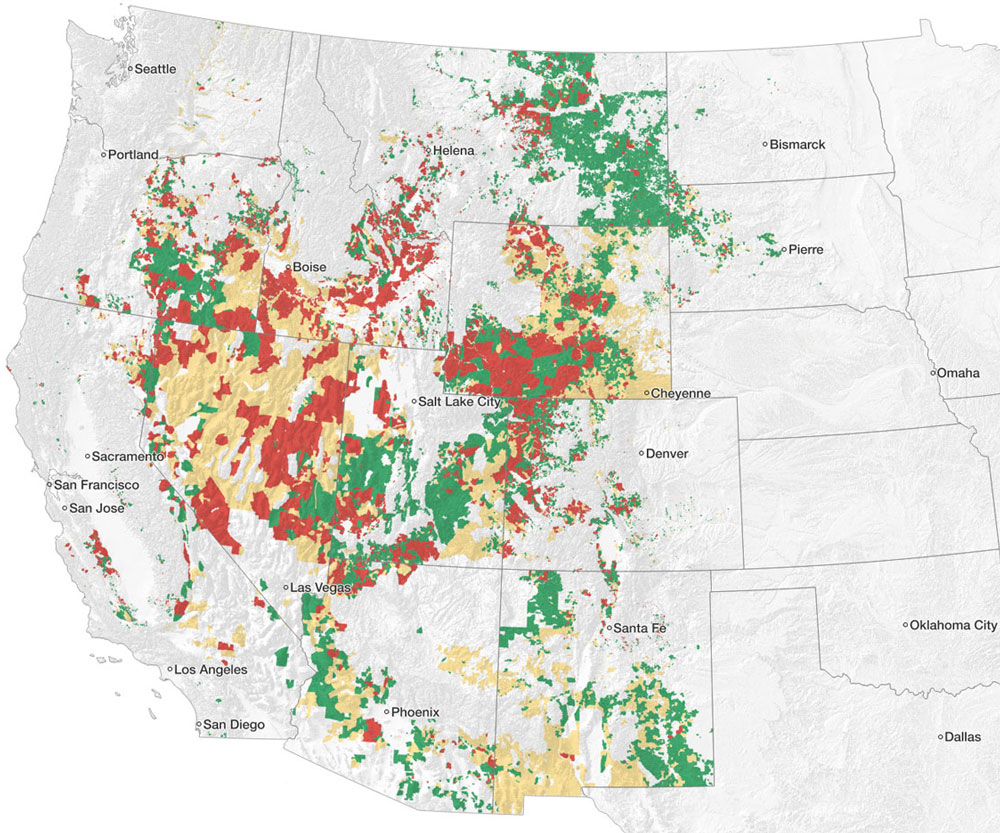 Seattle
Portland
Helena
Bismarck
Pierre
Boise
Omaha
Cheyenne
Salt Lake City
Denver
Sacramento
San Francisco
San Jose
Las Vegas
Santa Fe
Oklahoma City
Los Angeles
Phoenix
San Diego
Dallas